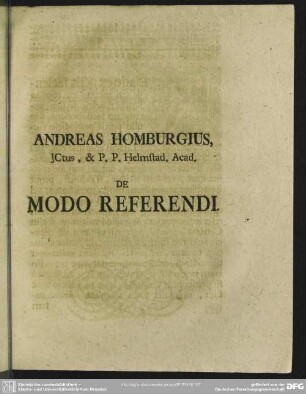 ANDREAS HOMBURGIUS,
JCtus, & P. P. Helmstad. Acad.
DE
MODO REFERENDI.